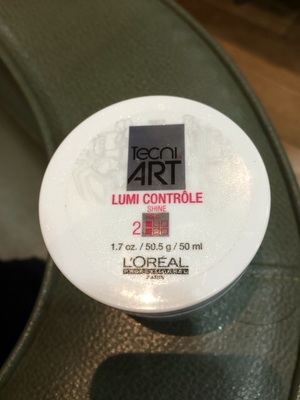 Tecni
ART
LUMI CONTRÔLE
SHINE
2
1.7 oz. / 50.5 g / 50 ml
L'ORÉAL
PROFESSIONNEL
PARIS